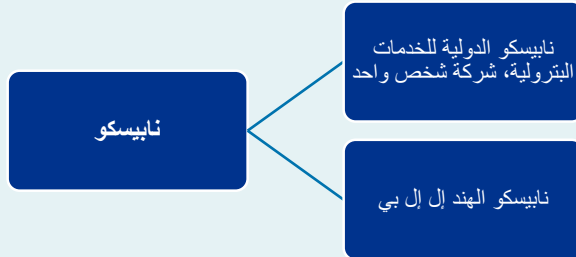 نابيسكو الدولية للخدمات
البترولية، شركة شخص واحد
نابيسكو
نابيسكو الهند إل إل بي